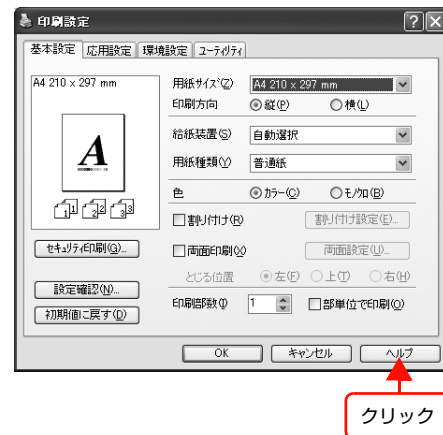 印刷設定
基本設定 応用設定 環境設定 ユーティリティ
A4 210 x 297 mm
用紙サイズ(Z) A4 210 x 297 mm
印刷方向 縦(P) 横(L)
給紙装置(S) 自動選択
用紙種類(Y) 普通紙
A
色 カラー(C) モノクロ(B)
1 1 2 2 3 3
割り付け(R) 割り付け設定(E)...
セキュリティ印刷(G)...
両面印刷(X) 両面設定(U)...
とじる位置 左(F) 上(T) 右(H)
設定確認(N)...
印刷部数(I) 1 部単位で印刷(O)
初期値に戻す(D)
OK キャンセル ヘルプ
クリック